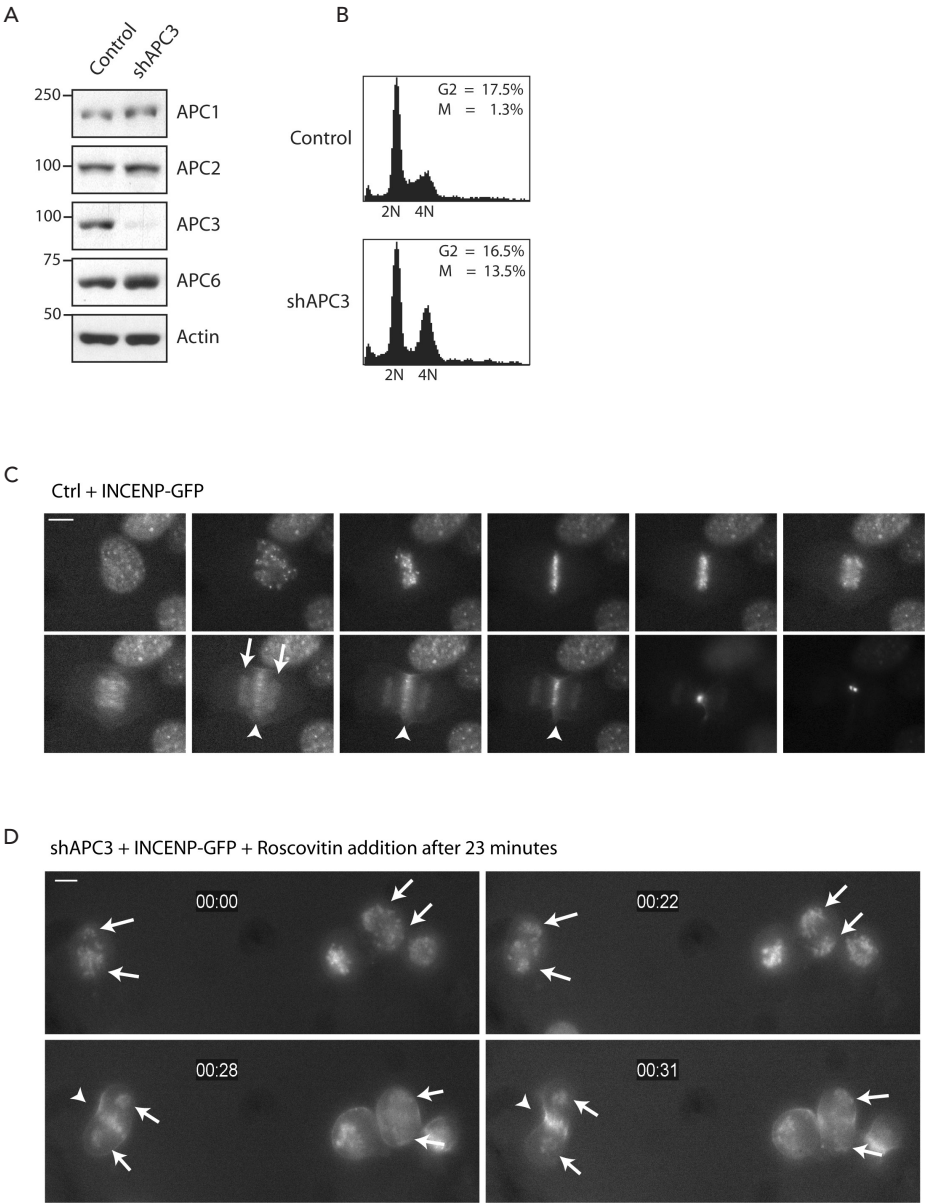 A
Control
shAPC3
250
APC1
100
APC2
100
APC3
75
APC6
50
Actin
B
Control
G2 = 17.5%
M = 1.3%
2N 4N
shAPC3
G2 = 16.5%
M = 13.5%
2N 4N
C
Ctrl + INCENP-GFP
D
shAPC3 + INCENP-GFP + Roscovitin addition after 23 minutes
00:00
00:22
00:28
00:31